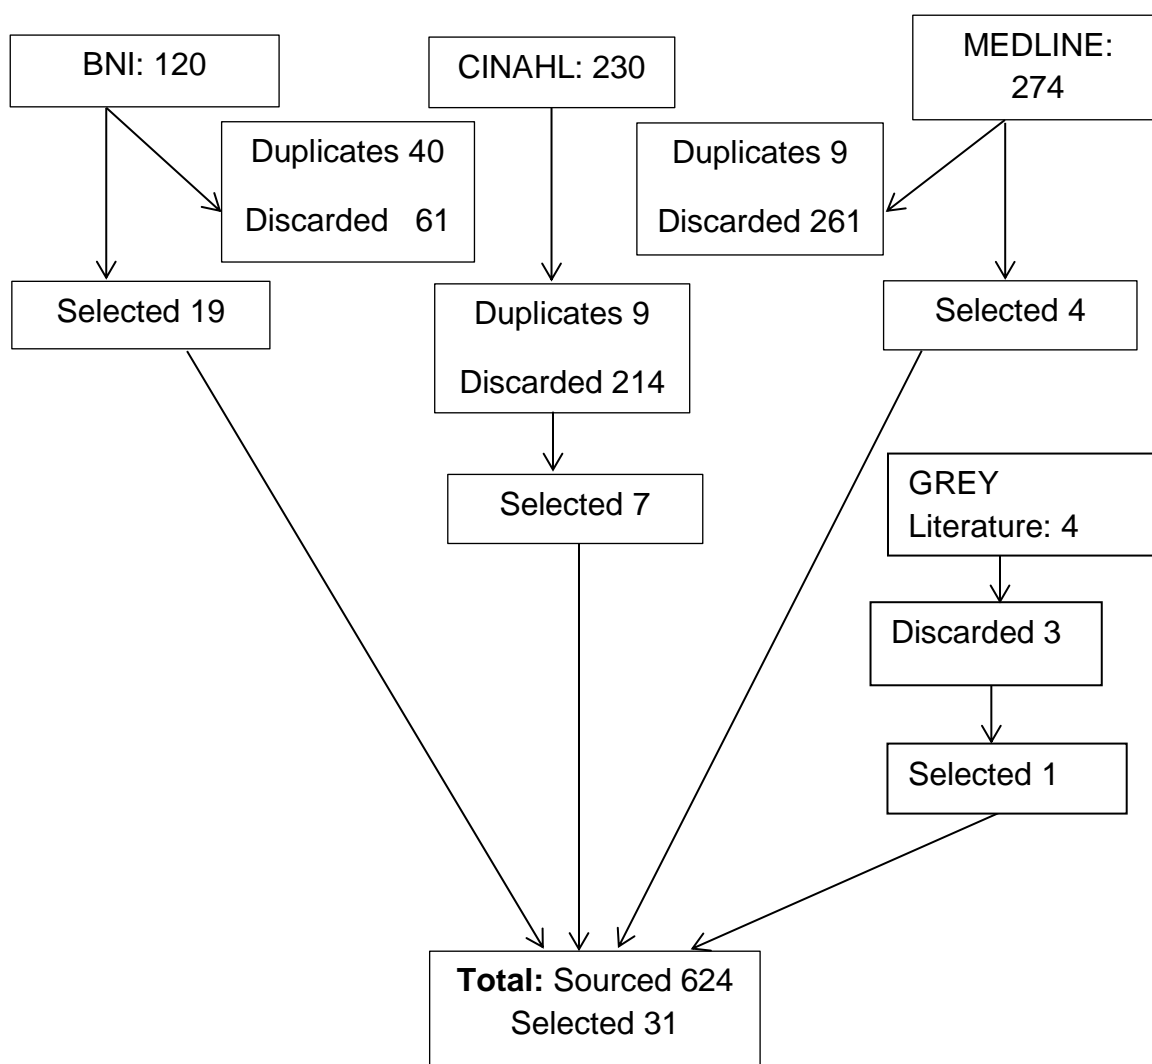 BNI: 120
CINAHL: 230
MEDLINE:
274
Duplicates 40
Discarded 61
Duplicates 9
Discarded 261
Selected 19
Duplicates 9
Discarded 214
Selected 4
Selected 7
GREY
Literature: 4
Discarded 3
Selected 1
Total: Sourced 624
Selected 31